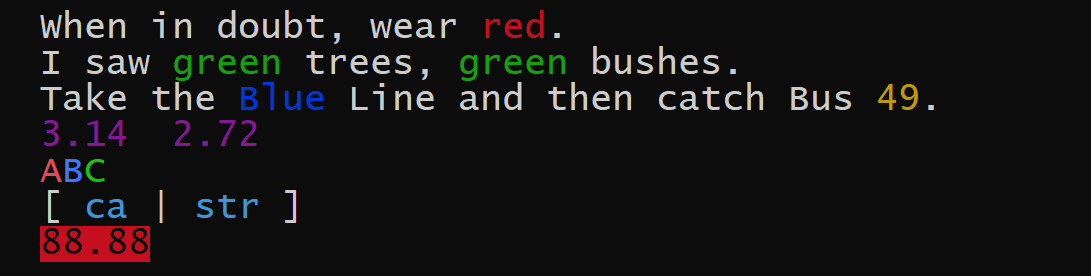 When in doubt, wear red.
I saw green trees, green bushes.
Take the Blue Line and then catch Bus 49.
3.14  2.72
ABC
[ ca | str ]
88.88